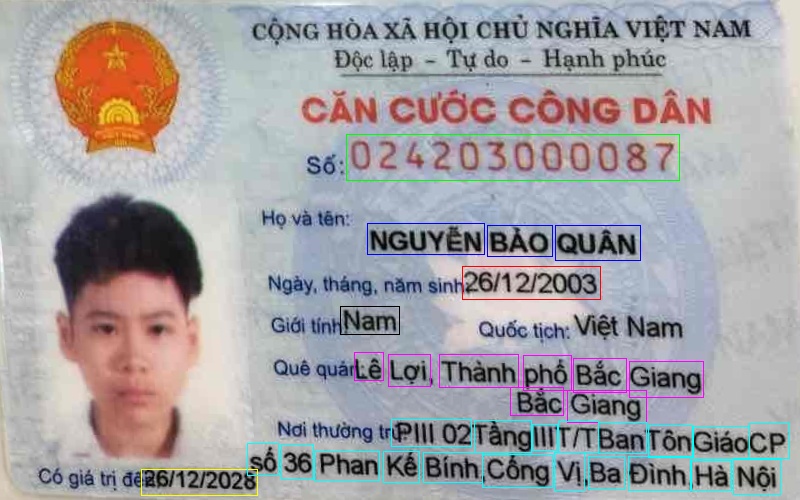 CỘNG HÒA XÃ HỘI CHỦ NGHĨA VIỆT NAM
Độc lập - Tự do - Hạnh phúc
CĂN CƯỚC CÔNG DÂN
Số: 024203000087
Họ và tên:
NGUYỄN BẢO QUÂN
Ngày, tháng, năm sinh: 26/12/2003
Giới tính: Nam Quốc tịch: Việt Nam
Quê quán: Lê Lợi, Thành phố Bắc Giang
Bắc Giang
Nơi thường trú: PIII 02 Tầng III T/T Ban Tôn Giáo CP
số 36 Phan Kế Bính, Cống Vị, Ba Đình, Hà Nội
Có giá trị đến: 26/12/2028